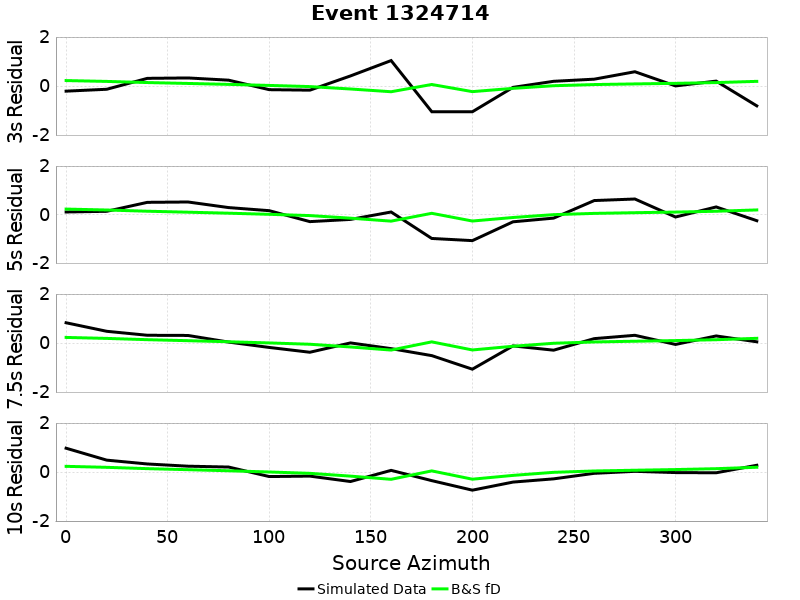 Event 1324714
3s Residual
2
0
-2
5s Residual
2
0
-2
7.5s Residual
2
0
-2
10s Residual
2
0
-2
0 50 100 150 200 250 300
Source Azimuth
Simulated Data B&S fD